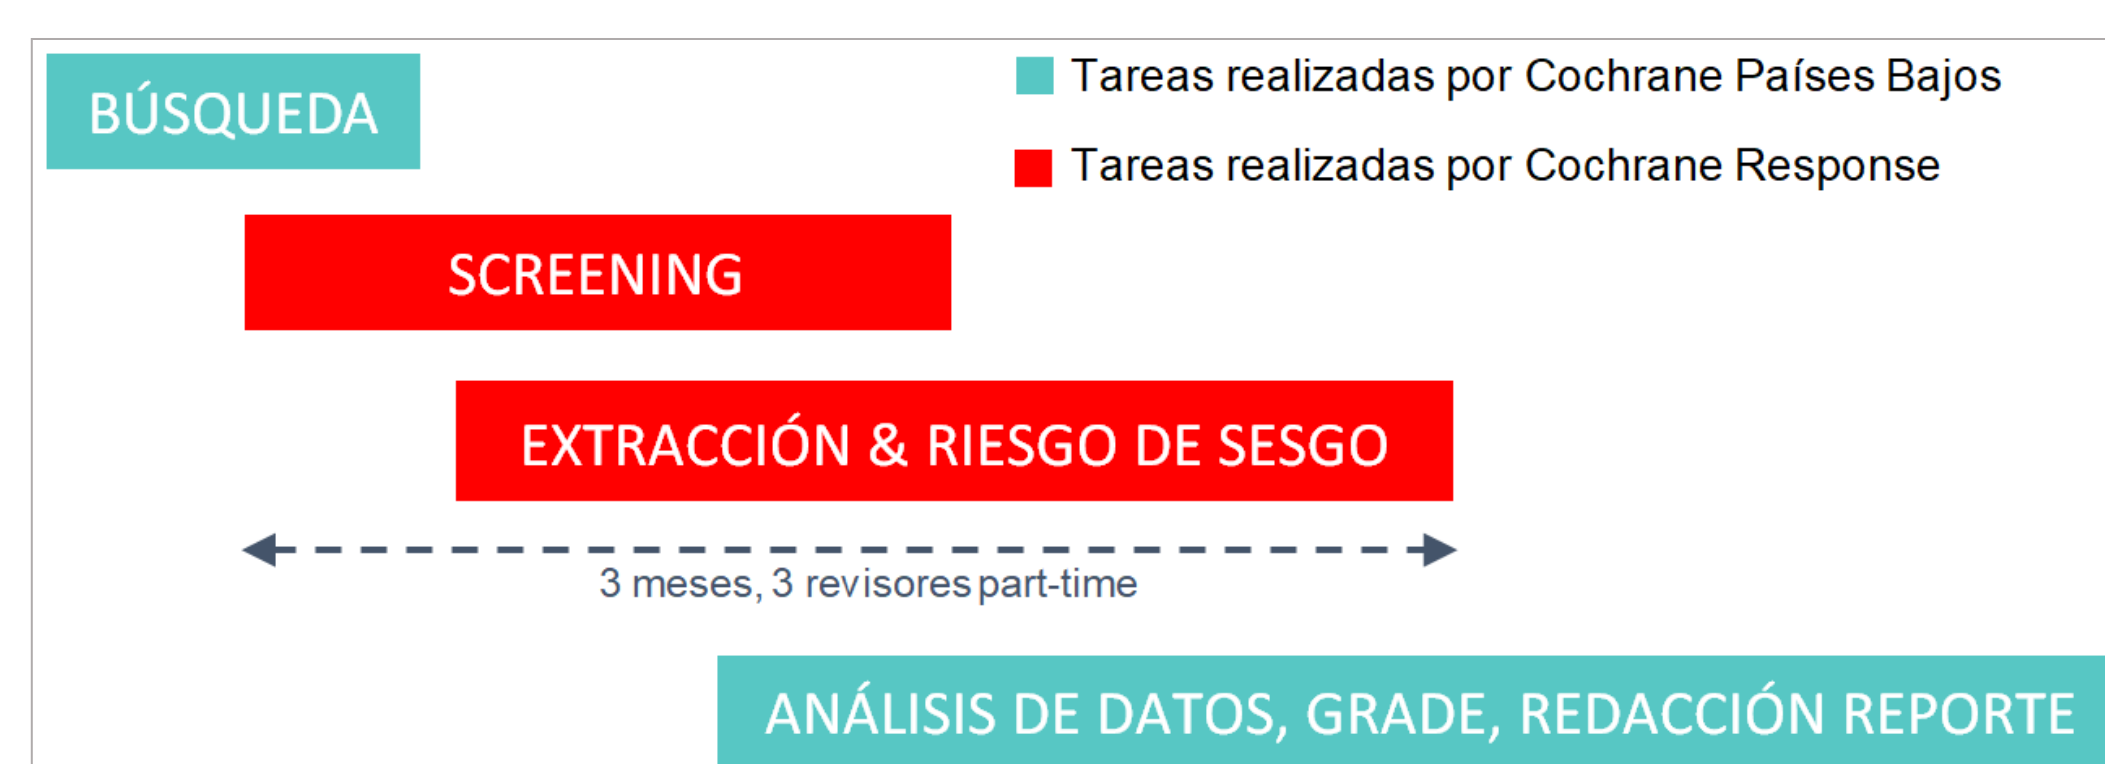 BÚSQUEDA
Tareas realizadas por Cochrane Países Bajos
Tareas realizadas por Cochrane Response
SCREENING
EXTRACCIÓN & RIESGO DE SESGO
3 meses, 3 revisores part-time
ANÁLISIS DE DATOS, GRADE, REDACCIÓN REPORTE